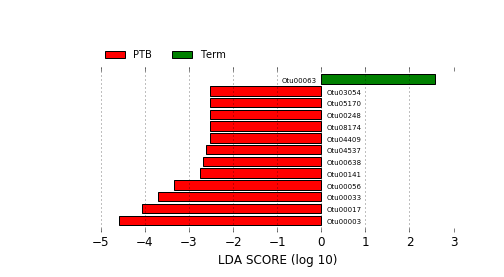 PTB Term
Otu00063
Otu03054
Otu05170
Otu00248
Otu08174
Otu04409
Otu04537
Otu00638
Otu00141
Otu00056
Otu00033
Otu00017
Otu00003
−5 −4 −3 −2 −1 0 1 2 3
LDA SCORE (log 10)